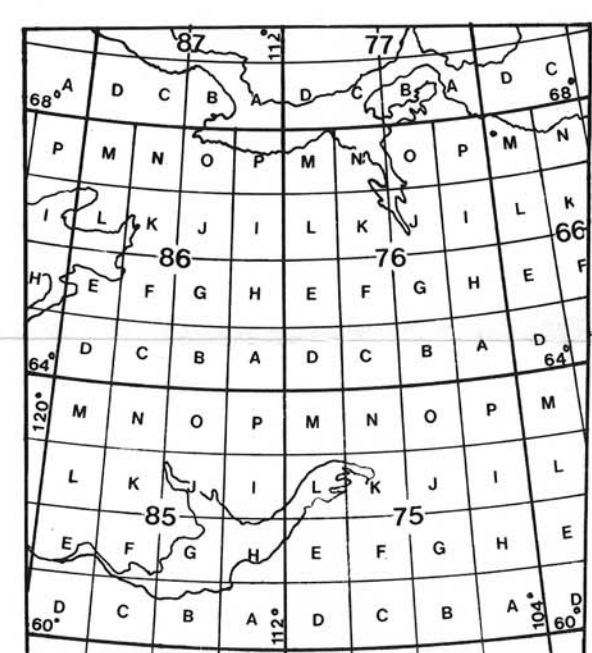 87 112° 77
68° A D C B A D C B A D C 68°
P M N O P M N O P M N
I L K J I L K J I L K
86 76 66
H E F G H E F G H E F
64° D C B A D C B A D 64°
120° M N O P M N O P M
L K J I L K J I L
85 75
E F G H E F G H E
60° D C B A 112° D C B A 104° D 60°